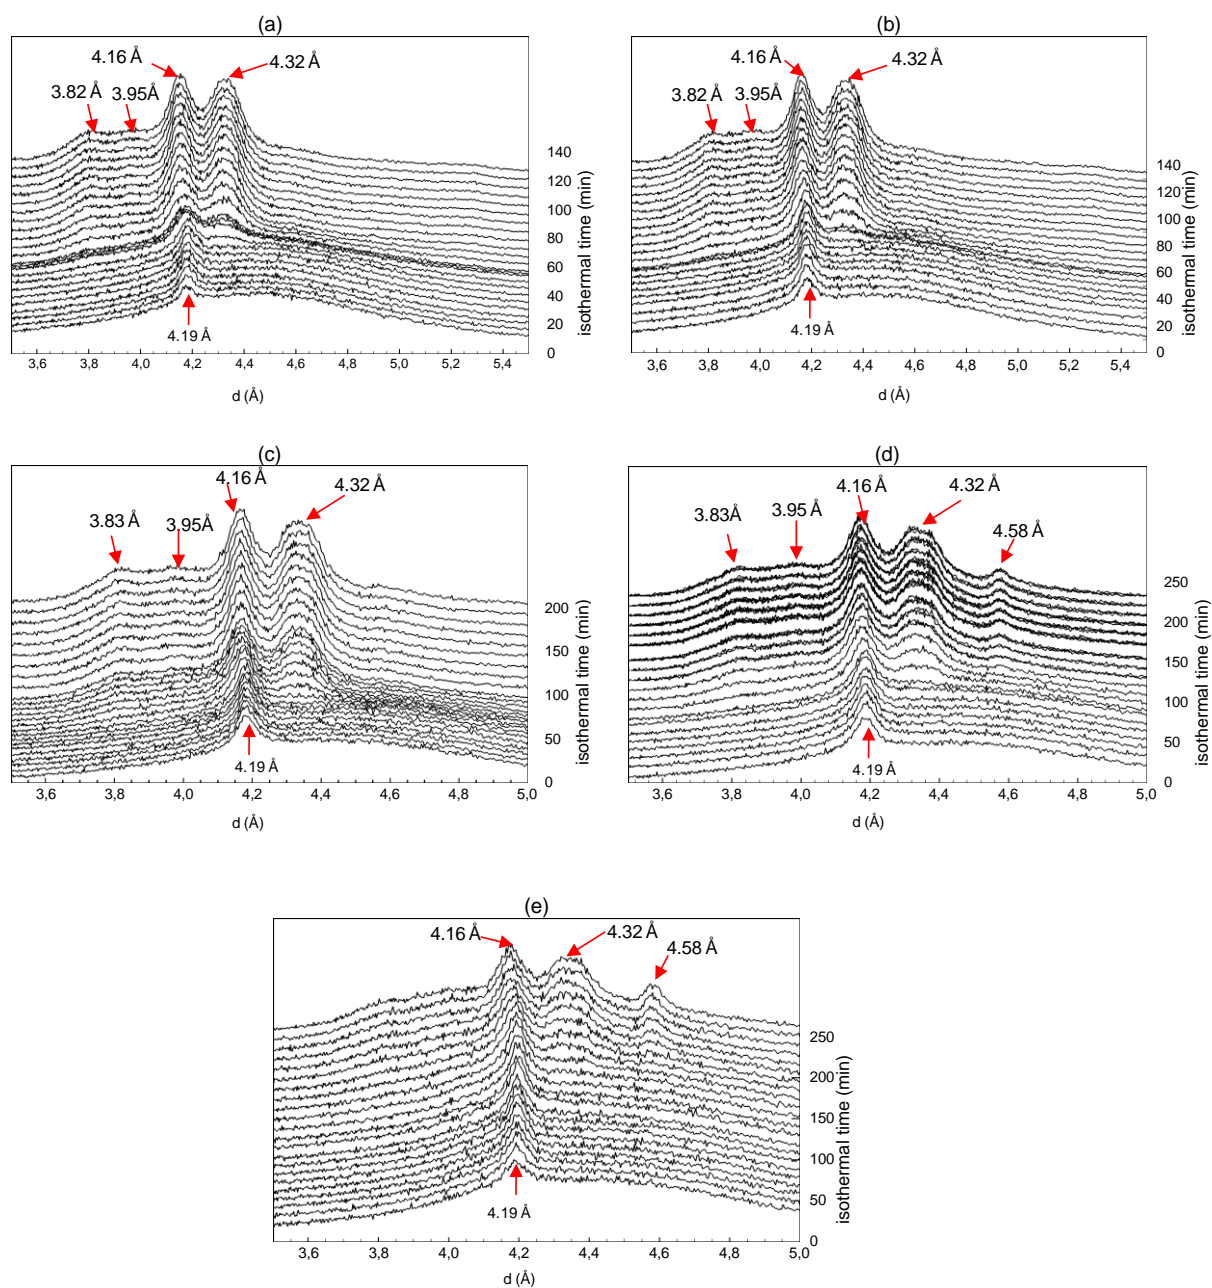 (a)
4.16 Å
4.32 Å
3.82 Å
3.95Å
4.19 Å
140
120
100
80
60
40
20
0
isothermal time (min)
3,6 3,8 4,0 4,2 4,4 4,6 4,8 5,0 5,2 5,4
d (Å)
(b)
4.16 Å
4.32 Å
3.82 Å
3.95Å
4.19 Å
140
120
100
80
60
40
20
0
isothermal time (min)
3,6 3,8 4,0 4,2 4,4 4,6 4,8 5,0 5,2 5,4
d (Å)
(c)
4.16 Å
4.32 Å
3.83 Å
3.95Å
4.19 Å
200
150
100
50
0
isothermal time (min)
3,6 3,8 4,0 4,2 4,4 4,6 4,8 5,0
d (Å)
(d)
4.16 Å
4.32 Å
3.83Å
3.95 Å
4.58 Å
4.19 Å
250
200
150
100
50
0
isothermal time (min)
3,6 3,8 4,0 4,2 4,4 4,6 4,8 5,0
d (Å)
(e)
4.16 Å
4.32 Å
4.58 Å
4.19 Å
250
200
150
100
50
0
isothermal time (min)
3,6 3,8 4,0 4,2 4,4 4,6 4,8 5,0
d (Å)